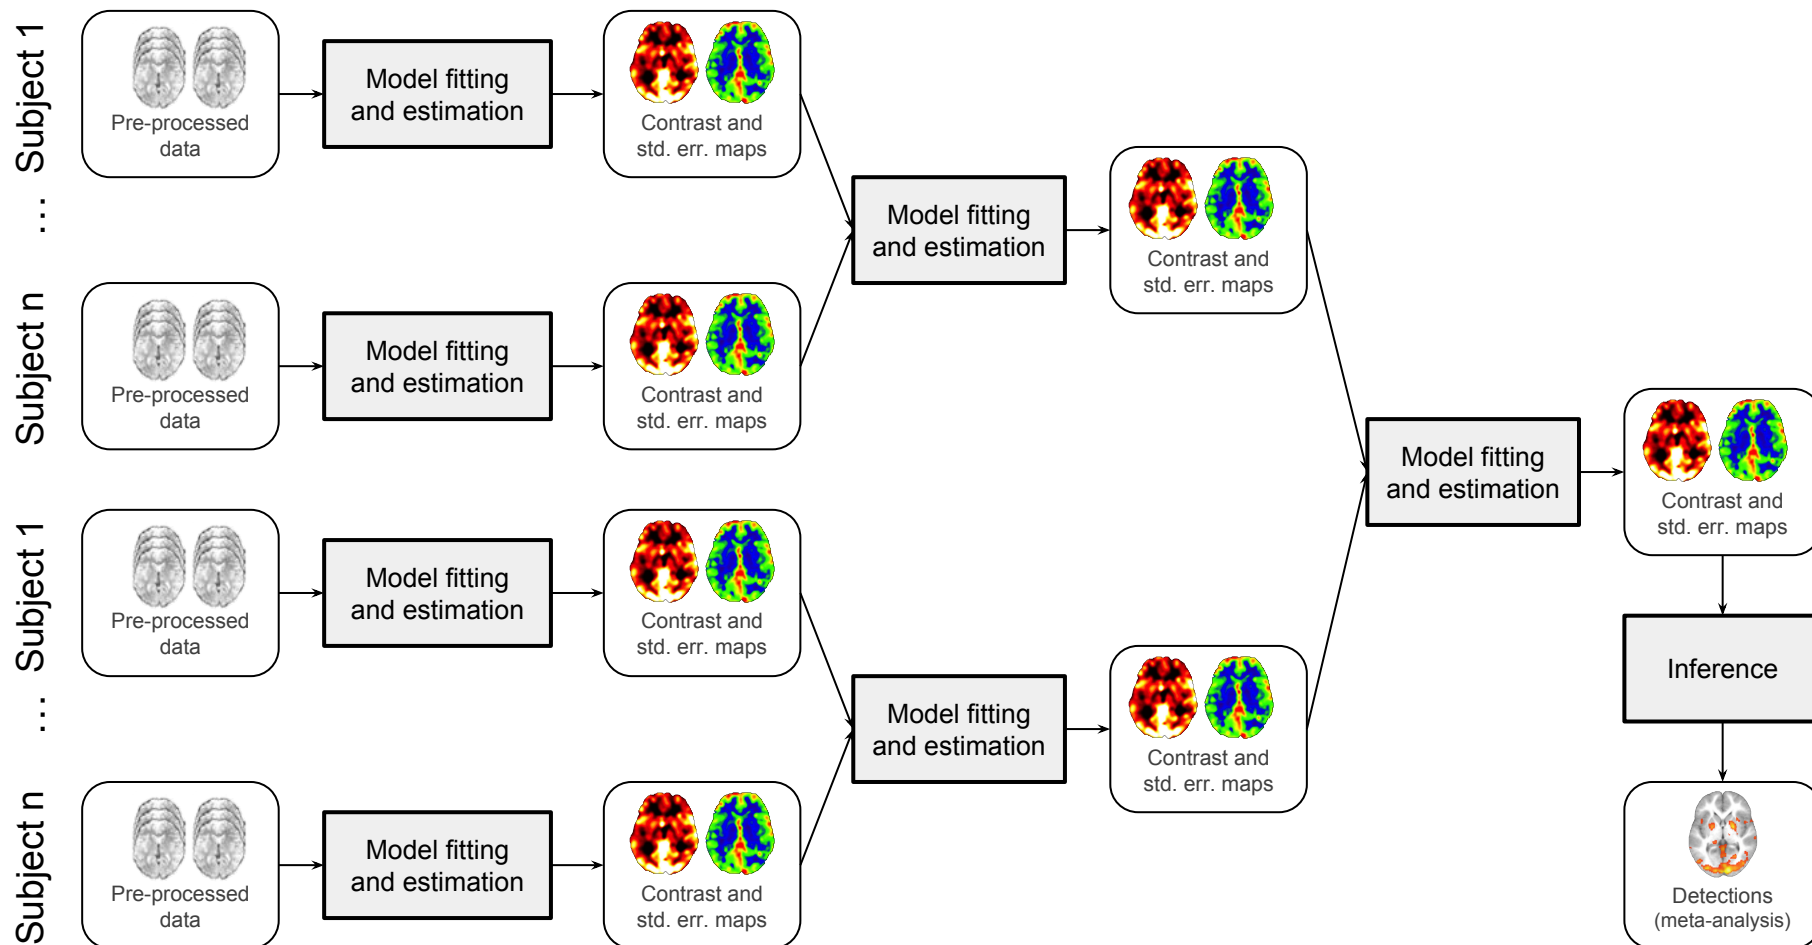 Subject 1
Pre-processed
data
Model fitting
and estimation
Contrast and
std. err. maps
...
Subject n
Pre-processed
data
Model fitting
and estimation
Contrast and
std. err. maps
Model fitting
and estimation
Contrast and
std. err. maps
Subject 1
Pre-processed
data
Model fitting
and estimation
Contrast and
std. err. maps
...
Subject n
Pre-processed
data
Model fitting
and estimation
Contrast and
std. err. maps
Model fitting
and estimation
Contrast and
std. err. maps
Model fitting
and estimation
Contrast and
std. err. maps
Inference
Detections
(meta-analysis)